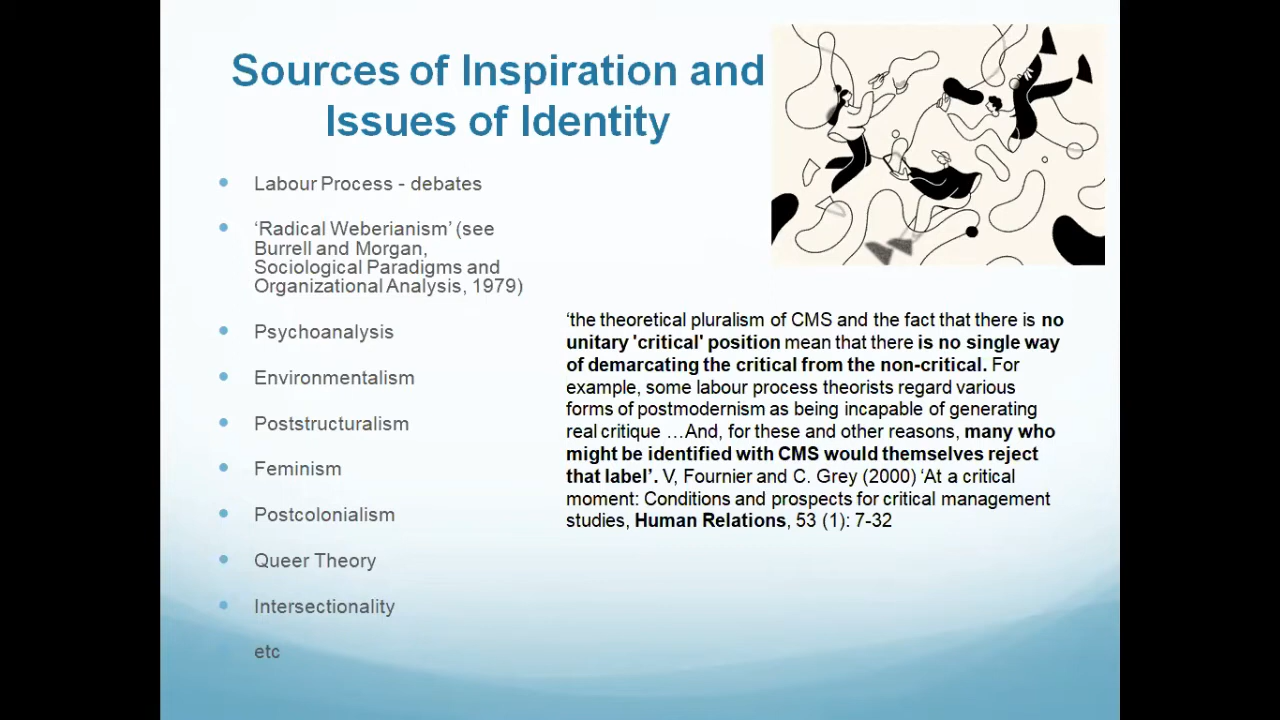 Sources of Inspiration and
Issues of Identity
Labour Process - debates
‘Radical Weberianism’ (see
Burrell and Morgan,
Sociological Paradigms and
Organizational Analysis, 1979)
Psychoanalysis
Environmentalism
Poststructuralism
Feminism
Postcolonialism
Queer Theory
Intersectionality
etc
‘the theoretical pluralism of CMS and the fact that there is no
unitary 'critical' position mean that there is no single way
of demarcating the critical from the non-critical. For
example, some labour process theorists regard various
forms of postmodernism as being incapable of generating
real critique …And, for these and other reasons, many who
might be identified with CMS would themselves reject
that label’. V, Fournier and C. Grey (2000) ‘At a critical
moment: Conditions and prospects for critical management
studies, Human Relations, 53 (1): 7-32